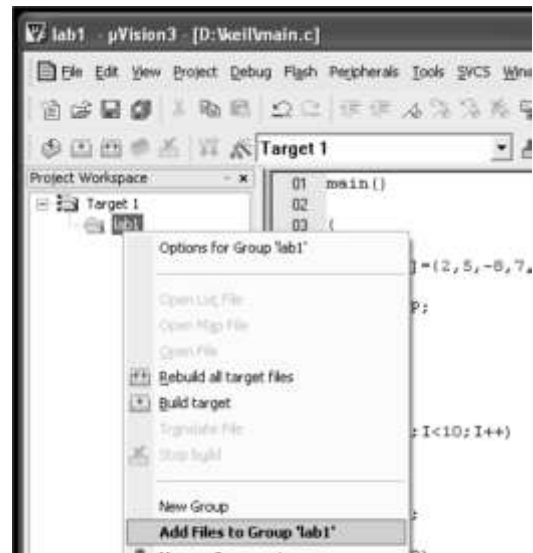 lab1 - µVision3 - [D:\keil\main.c]
File Edit View Project Debug Flash Peripherals Tools SVCS
Target 1
Project Workspace
Target 1
lab1
01 main()
02
03 {
]={2,5,-8,7,
;I<10;I++)
Options for Group 'lab1'
Open List File
Open Map File
Open File
Rebuild all target files
Build target
Translate File
Stop build
New Group
Add Files to Group 'lab1'